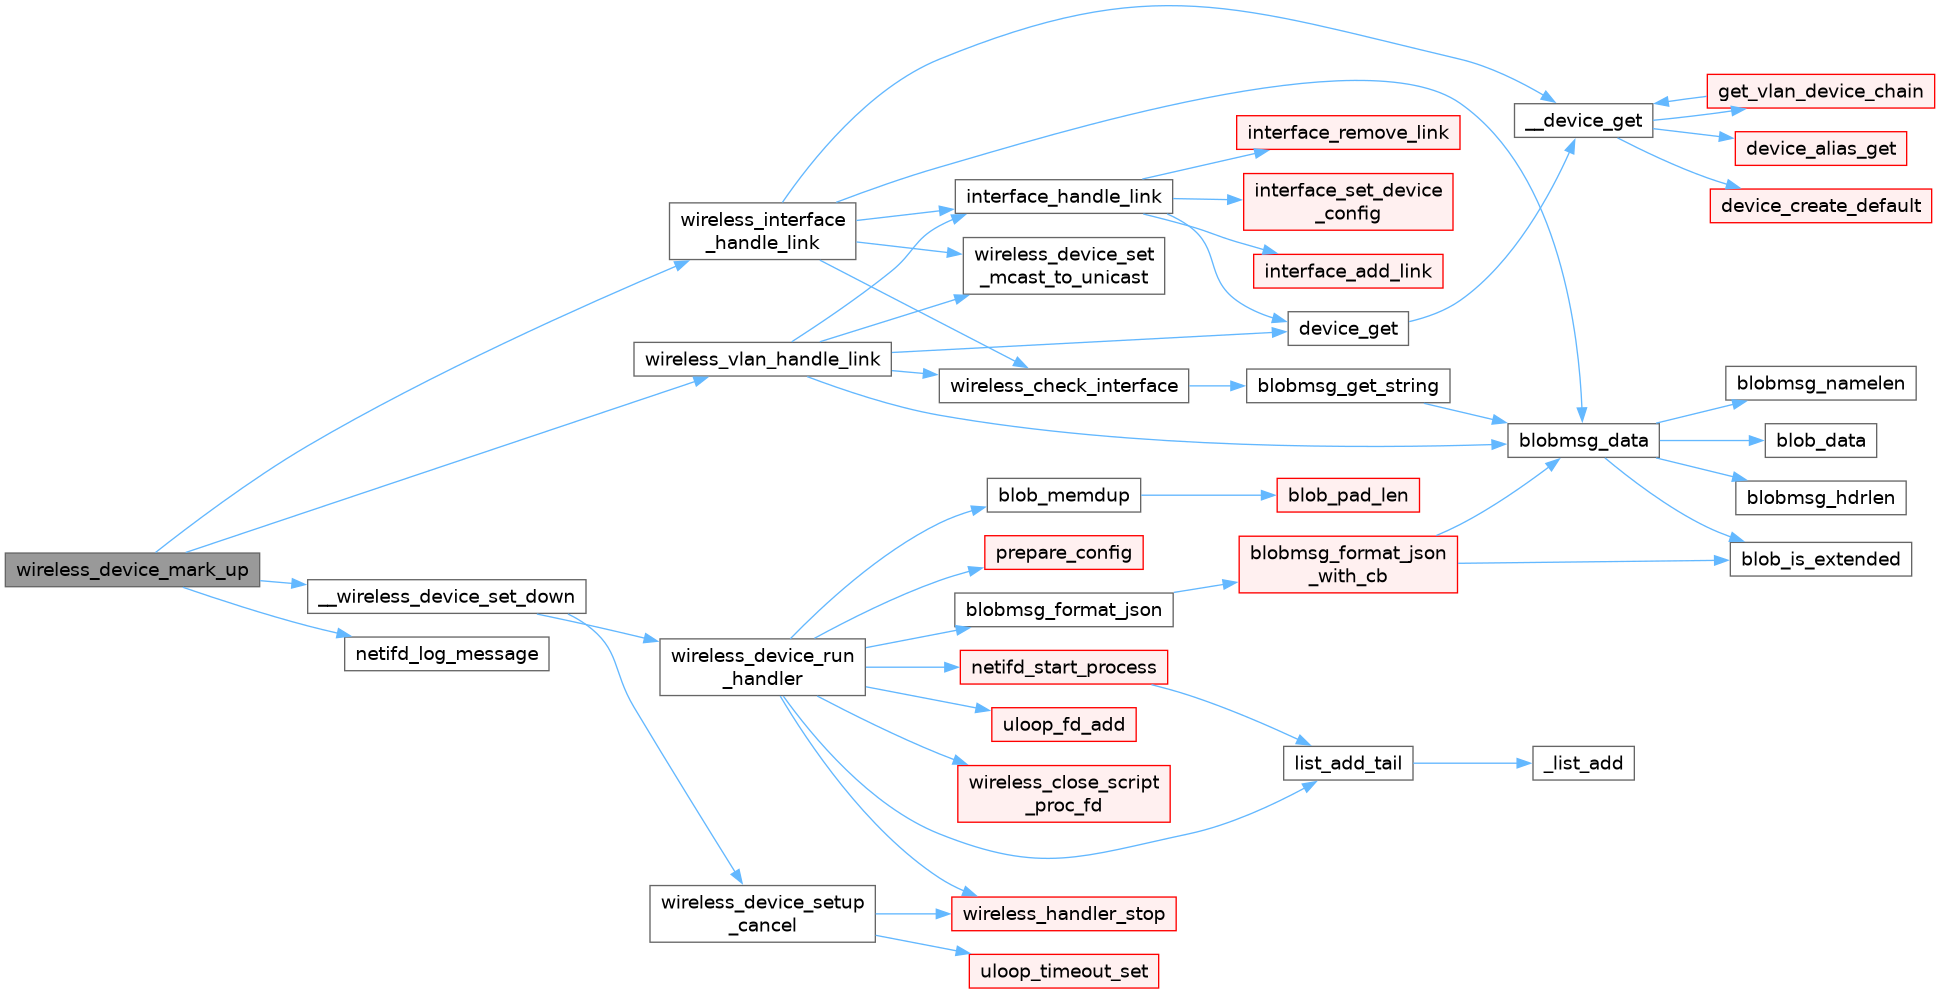 wireless_device_mark_up
wireless_interface
_handle_link
wireless_vlan_handle_link
__wireless_device_set_down
netifd_log_message
interface_handle_link
wireless_device_set
_mcast_to_unicast
wireless_check_interface
interface_remove_link
interface_set_device
_config
interface_add_link
device_get
blobmsg_get_string
__device_get
get_vlan_device_chain
device_alias_get
device_create_default
blobmsg_data
blobmsg_namelen
blob_data
blobmsg_hdrlen
blob_is_extended
wireless_device_run
_handler
blob_memdup
blob_pad_len
prepare_config
blobmsg_format_json
blobmsg_format_json
_with_cb
netifd_start_process
uloop_fd_add
wireless_close_script
_proc_fd
list_add_tail
_list_add
wireless_device_setup
_cancel
wireless_handler_stop
uloop_timeout_set